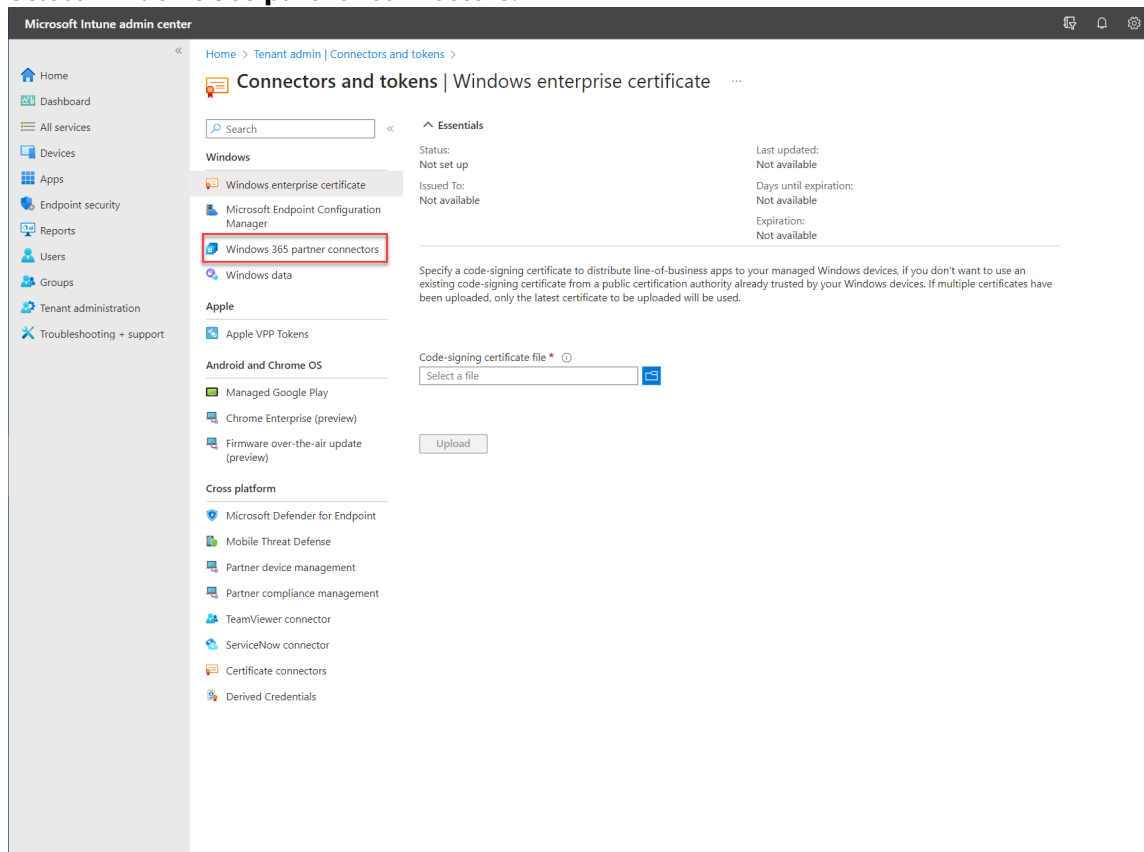 Select Windows 365 partner connectors.
Microsoft Intune admin center
«
Home
Dashboard
All services
Devices
Apps
Endpoint security
Reports
Users
Groups
Tenant administration
Troubleshooting + support
Home > Tenant admin | Connectors and tokens >
Connectors and tokens | Windows enterprise certificate ...
Search «
Windows
Windows enterprise certificate
Microsoft Endpoint Configuration
Manager
Windows 365 partner connectors
Windows data
Apple
Apple VPP Tokens
Android and Chrome OS
Managed Google Play
Chrome Enterprise (preview)
Firmware over-the-air update
(preview)
Cross platform
Microsoft Defender for Endpoint
Mobile Threat Defense
Partner device management
Partner compliance management
TeamViewer connector
ServiceNow connector
Certificate connectors
Derived Credentials
Essentials
Status:
Not set up
Issued To:
Not available
Last updated:
Not available
Days until expiration:
Not available
Expiration:
Not available
Specify a code-signing certificate to distribute line-of-business apps to your managed Windows devices, if you don't want to use an
existing code-signing certificate from a public certification authority already trusted by your Windows devices. If multiple certificates have
been uploaded, only the latest certificate to be uploaded will be used.
Code-signing certificate file *
Select a file
Upload